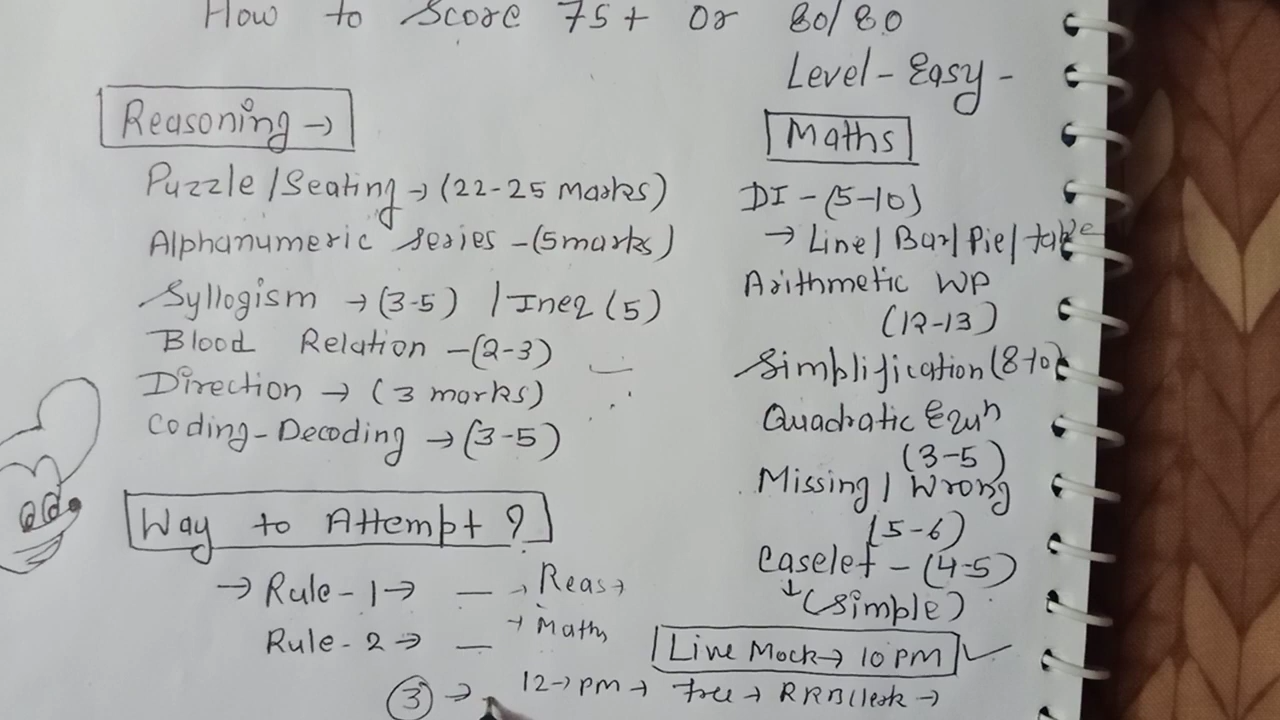 How to Score 75+ or 80/80
Level - Easy -
Reasoning →
Puzzle / Seating → (22-25 Marks)
Alphanumeric Series - (5 marks)
Syllogism → (3-5) / Ineq (5)
Blood Relation - (2-3)
Direction → (3 marks)
Coding-Decoding → (3-5)
Maths
DI - (5-10)
→ Line / Bar / Pie / table
Arithmetic WP
(12-13)
Simplification (8 to
Quadratic Equⁿ
(3-5)
Missing / Wrong
(5-6)
Caselet - (4-5)
↓ (Simple)
Way to Attempt ?
→ Rule - 1 → — → Reas →
Rule - 2 → — → Maths
③ →
Live Mock → 10 PM
12 → PM → free → RRB Clerk →